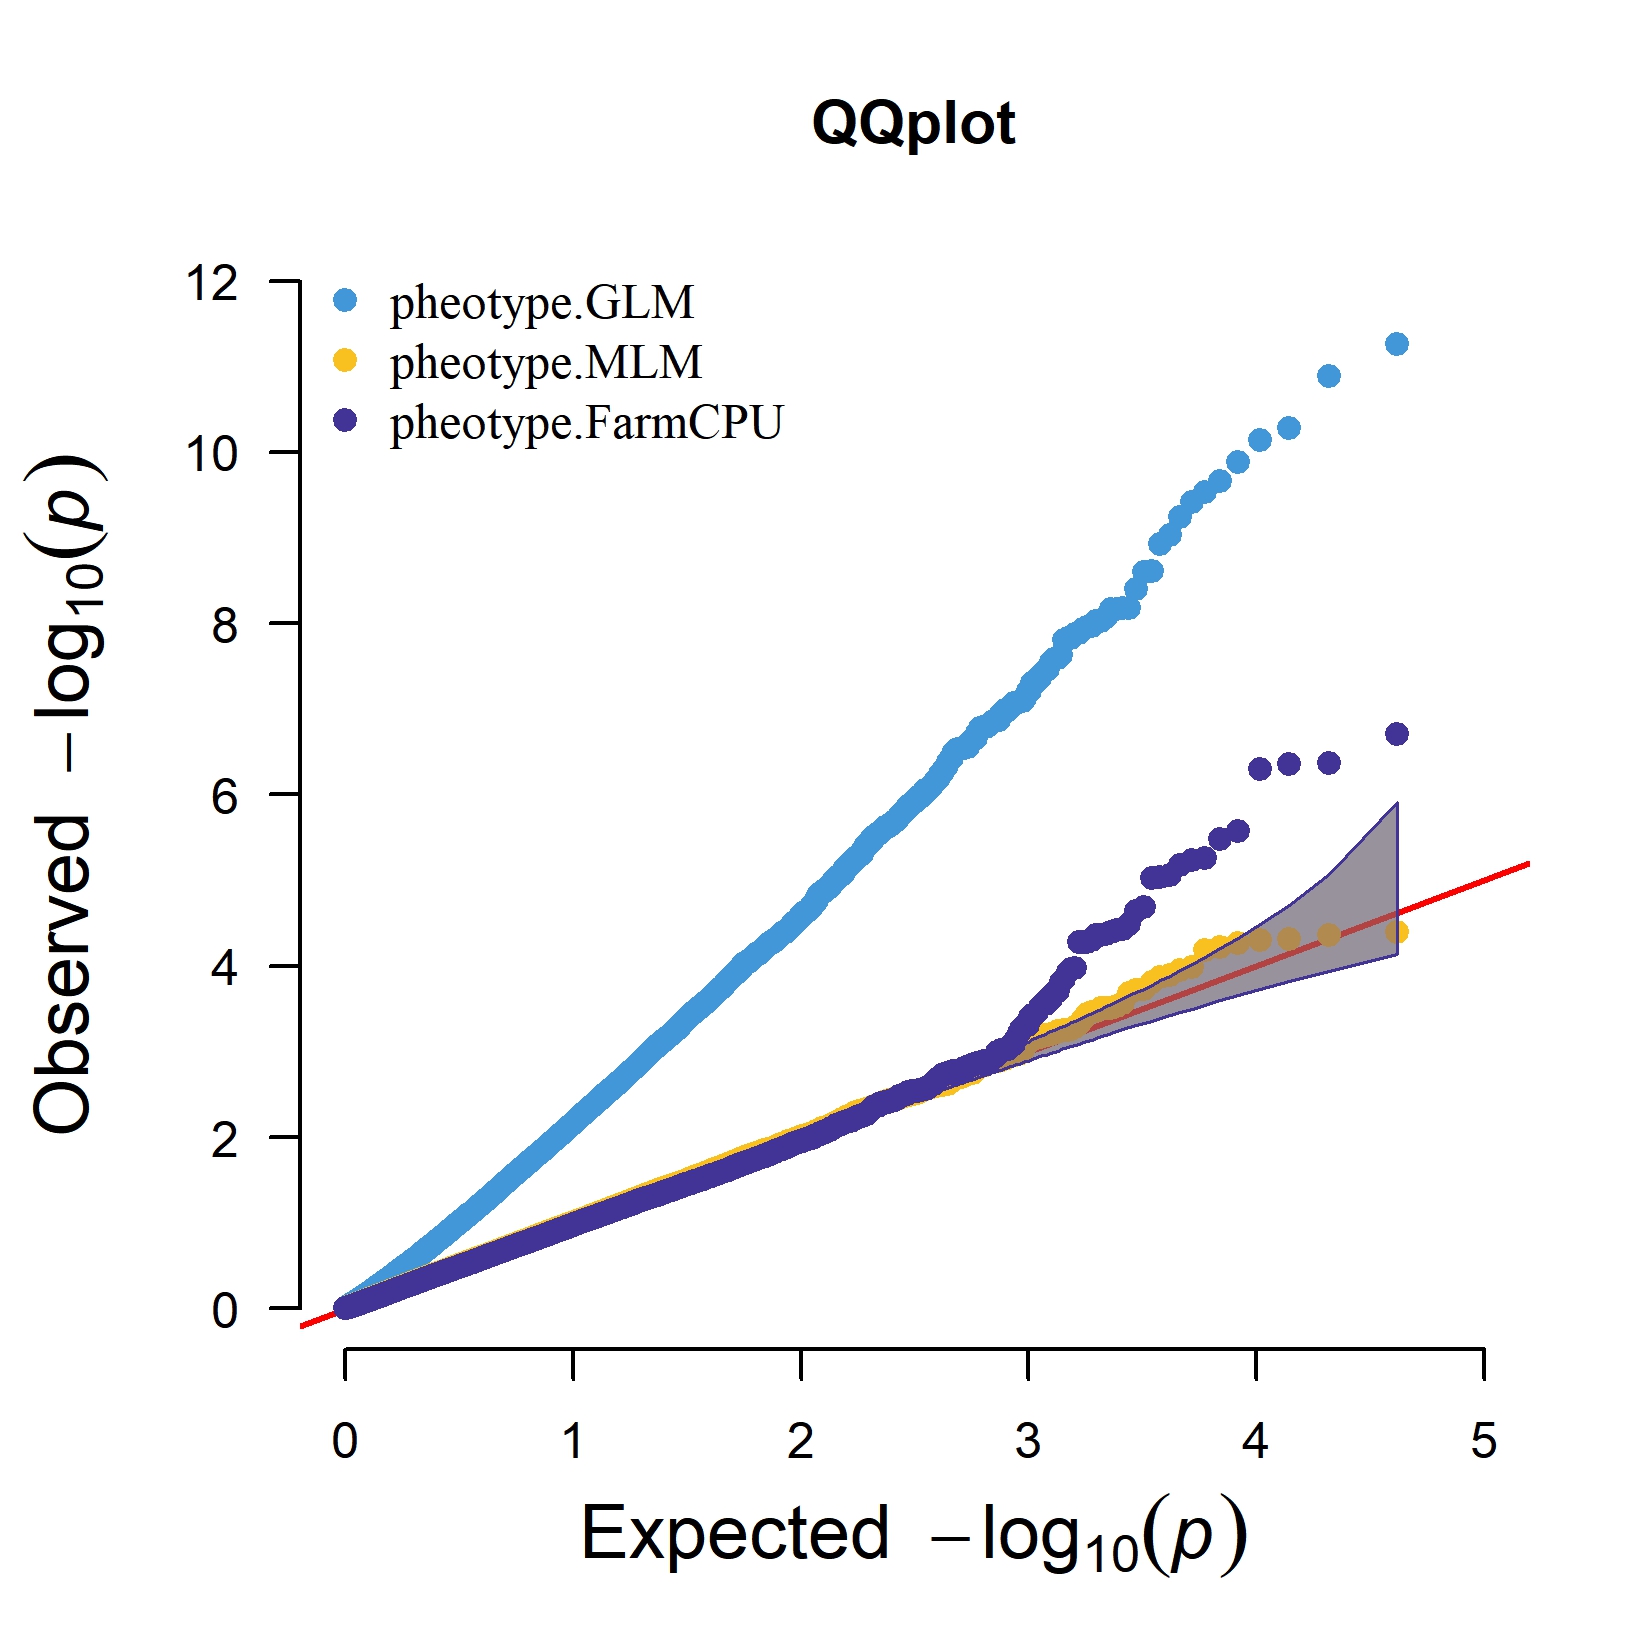 QQplot
pheotype.GLM
pheotype.MLM
pheotype.FarmCPU
12
10
8
6
4
2
0
Observed −log₁₀(p)
0 1 2 3 4 5
Expected −log₁₀(p)